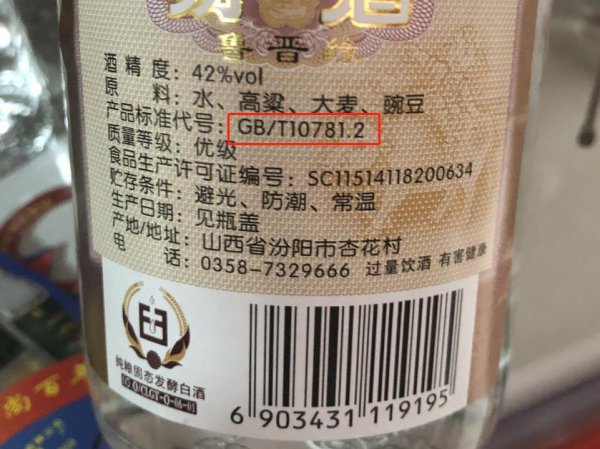 酒
鲁晋
酒 精 度：42%vol
原 料：水、高粱、大麦、豌豆
产品标准代号：GB/T10781.2
质量等级：优级
食品生产许可证编号：SC11514118200634
贮存条件：避光、防潮、常温
生产日期：见瓶盖
产地/地址：山西省汾阳市杏花村
电 话：0358-7329666 过量饮酒 有害健康
纯粮固态发酵白酒
6 903431 119195